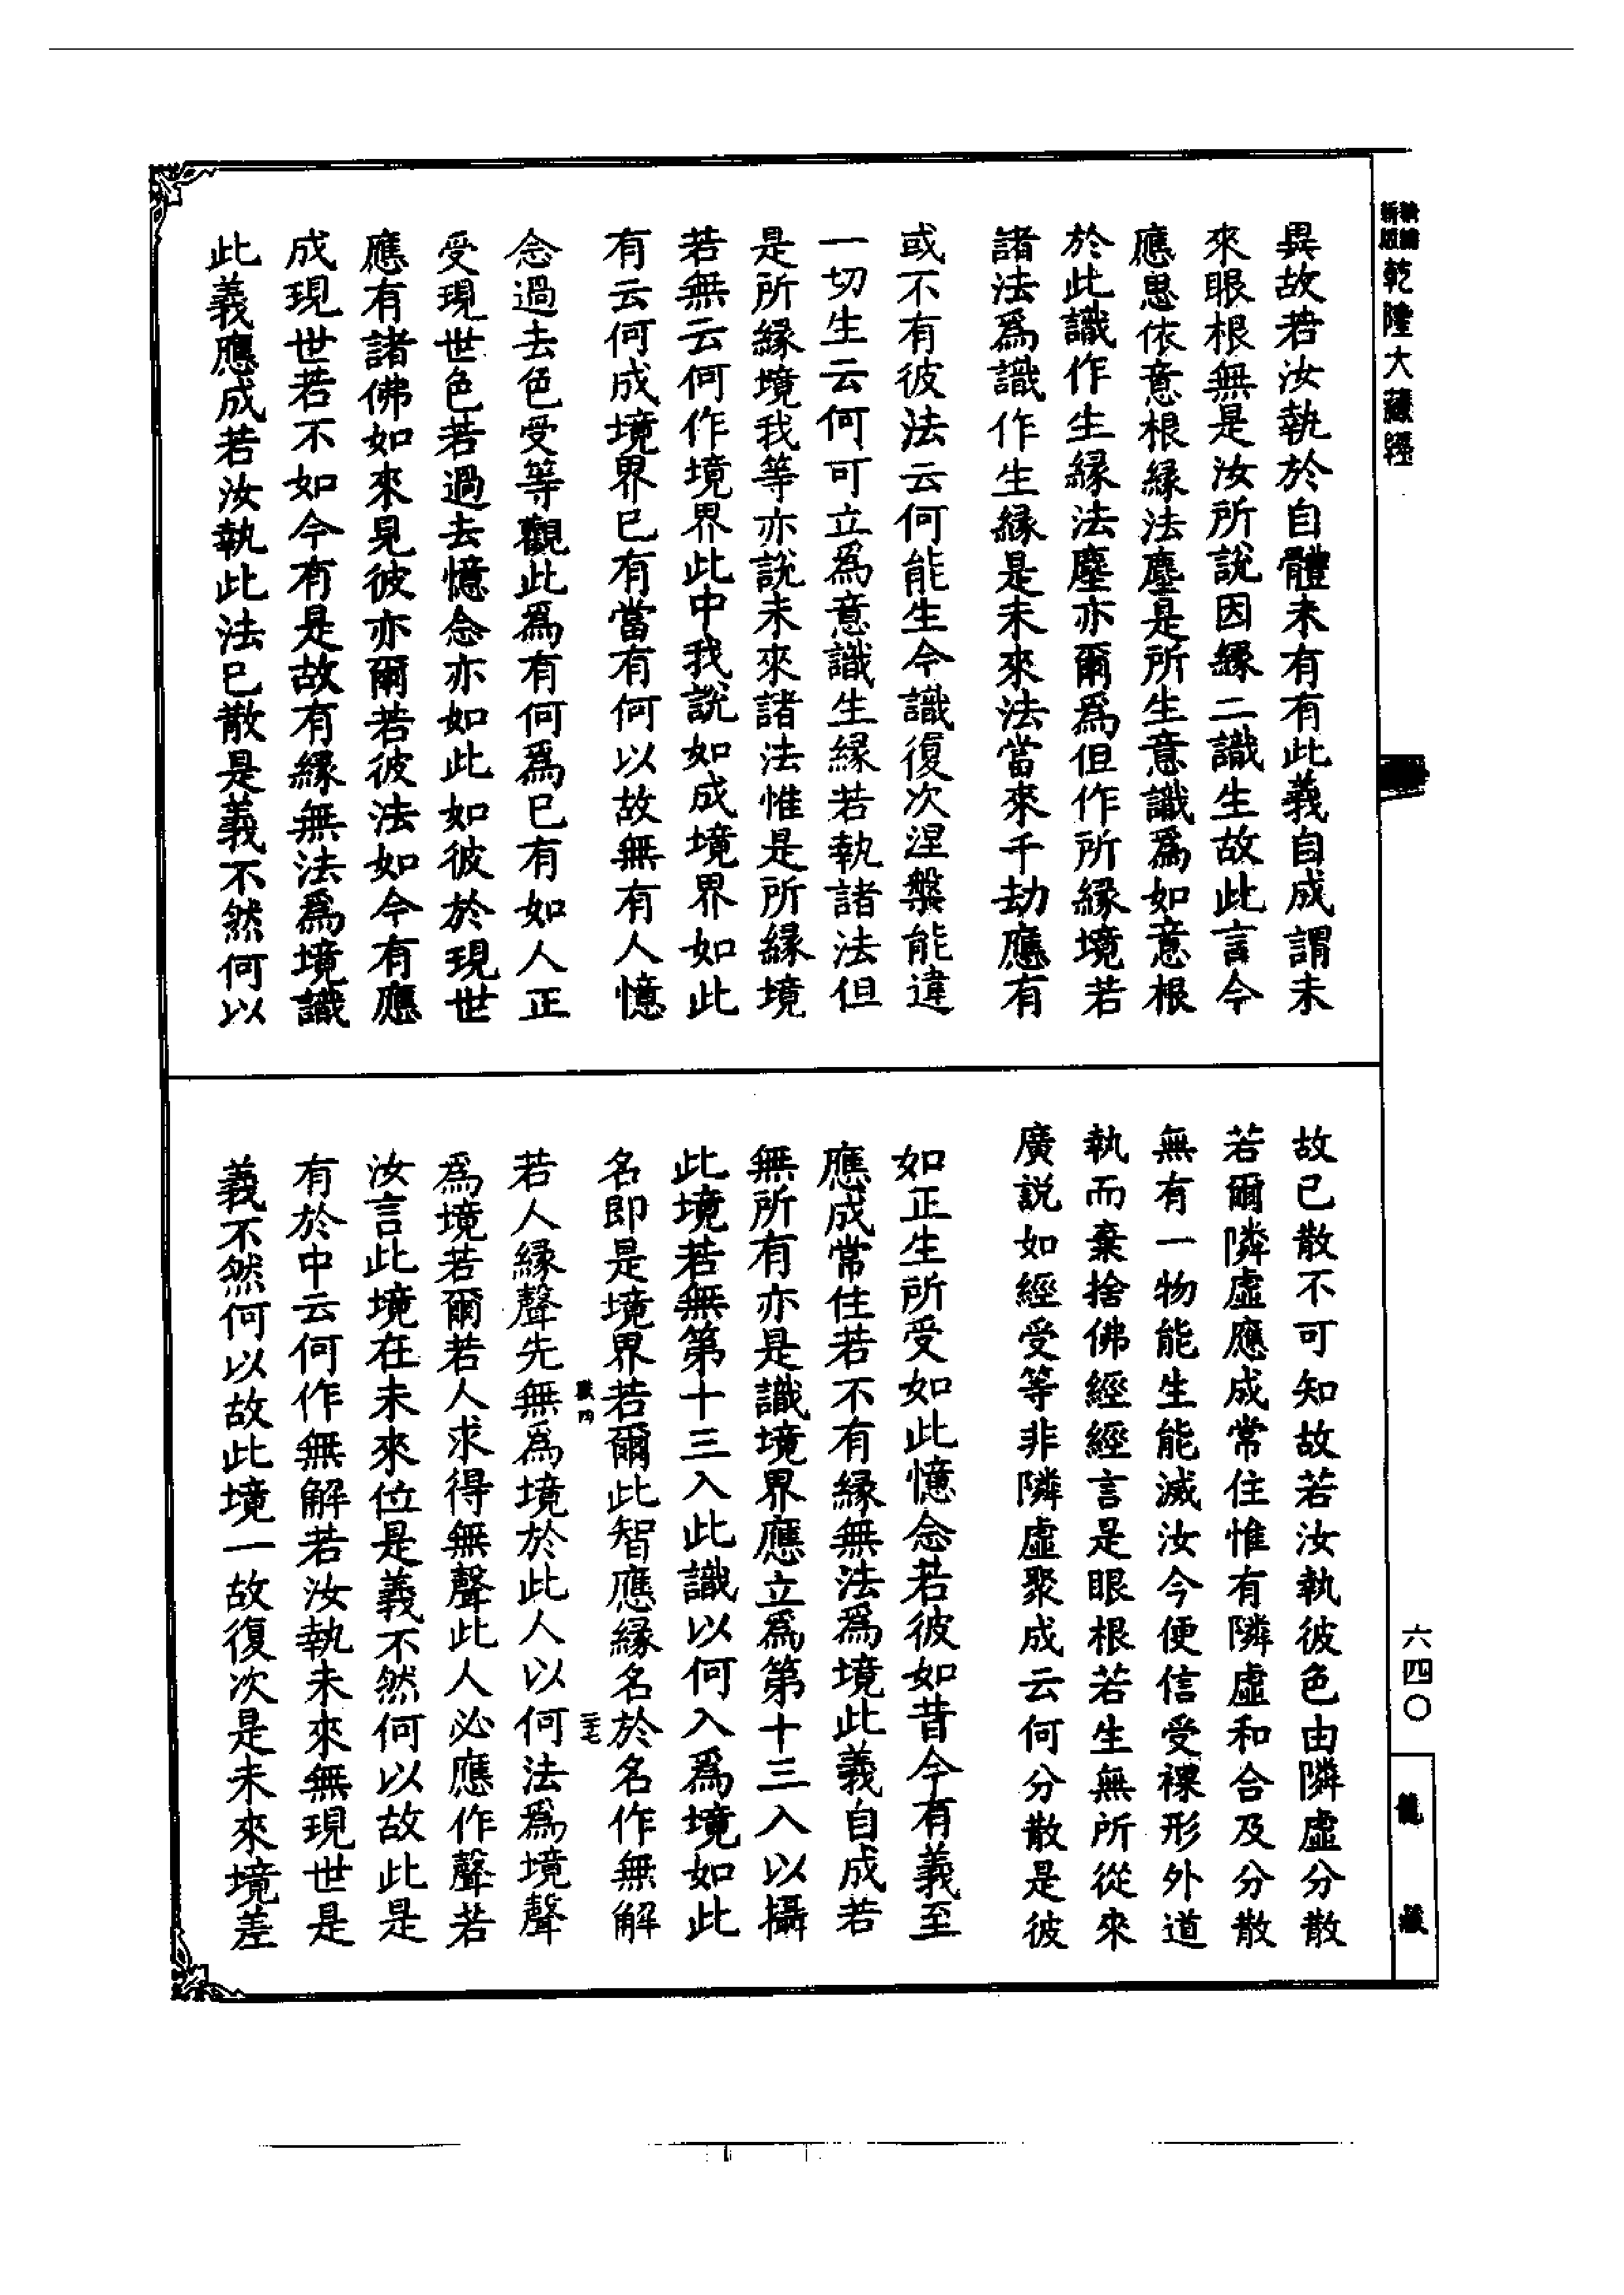 乾隆大藏經
異故若汝執於自體未有有此義自成謂未
來眼根無是汝所說因緣二識生故此言今
應思依意根緣法塵是所生意識爲如意根
於此識作生緣法塵亦爾爲但作所緣境若
諸法爲識作生緣是未來法當來千劫應有
或不有彼法云何能生今識復次涅槃能違
一切生云何可立爲意識生緣若執諸法但
是所緣境我等亦說未來諸法惟是所緣境
若無云何作境界此中我說如成境界如此
有云何成境界已有當有何以故無有人憶
念過去色受等觀此爲有何爲已有如人正
受現世色若過去憶念亦如此如彼於現世
應有諸佛如來見彼亦爾若彼法如今有應
成現世若不如今有是故有緣無法爲境識
此義應成若汝執此法已散是義不然何以
故已散不可知故若汝執彼色由隣虛分散
若爾隣虛應成常住惟有隣虛和合及分散
無有一物能生能滅汝今便信受裸形外道
執而棄捨佛經經言是眼根若生無所從來
廣説如經受等非隣虛聚成云何分散是彼
如正生所受如此憶念若彼如昔今有義至
應成常住若不有緣無法爲境此義自成若
無所有亦是識境界應立爲第十三入以攝
此境若無第十三入此識以何入爲境如此
名即是境界若爾此智應緣名於名作無解
若人緣聲先無爲境於此人以何法爲境聲
爲境若爾若人求得無聲此人必應作聲若
汝言此境在未來位是義不然何以故此是
有於中云何作無解若汝執未來無現世是
義不然何以故此境一故復次是未來境差
六四〇
龍藏